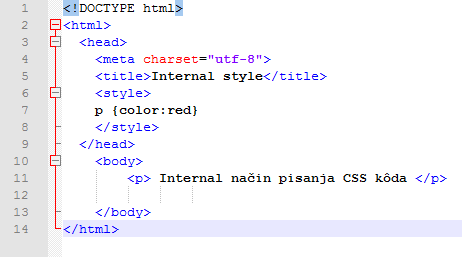 1 <!DOCTYPE html>
2 <html>
3 <head>
4 <meta charset="utf-8">
5 <title>Internal style</title>
6 <style>
7 p {color:red}
8 </style>
9 </head>
10 <body>
11 <p> Internal način pisanja CSS kôda </p>
12
13 </body>
14 </html>